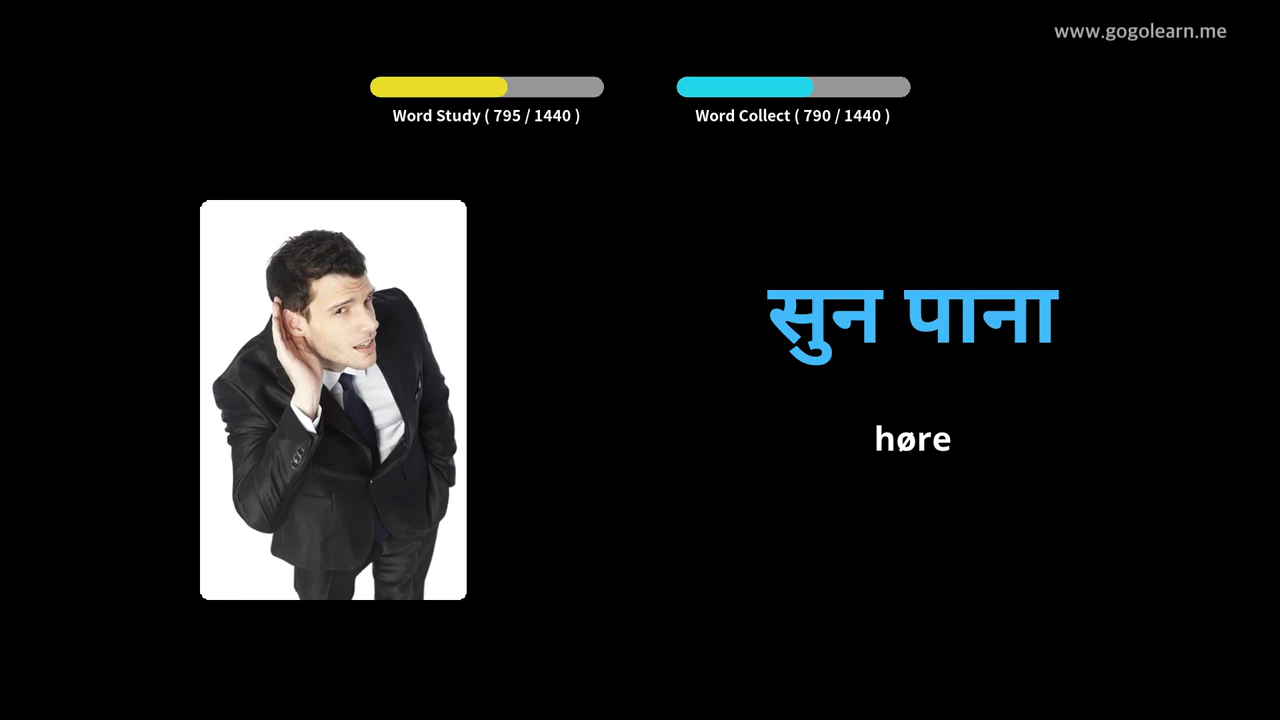 www.gogolearn.me
Word Study ( 795 / 1440 )
Word Collect ( 790 / 1440 )
सुन पाना
høre